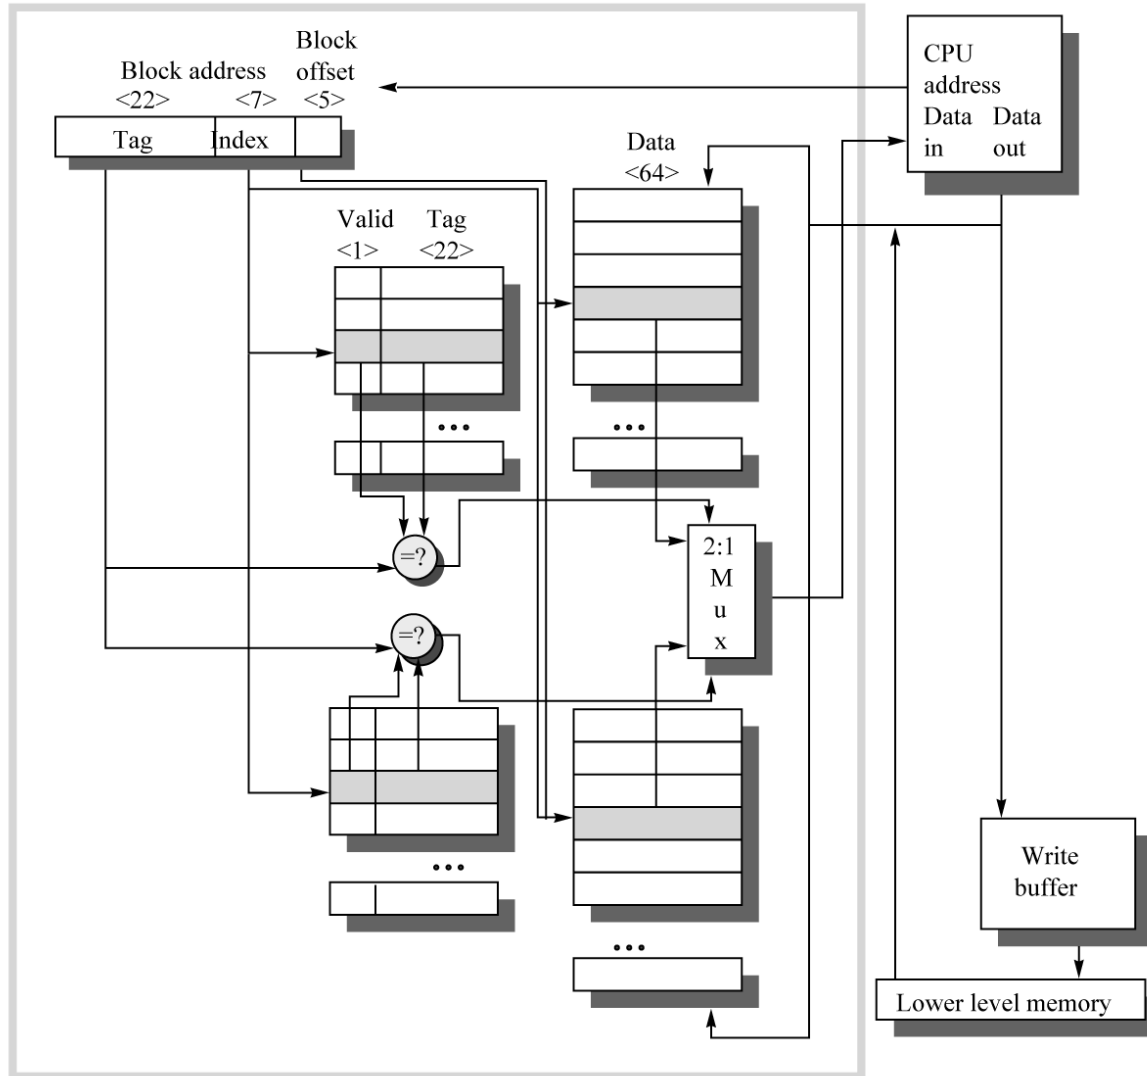 Block
Block address offset
<22> <7> <5>
Tag Index
CPU
address
Data Data
in out
Data
<64>
Valid Tag
<1> <22>
•••
•••
=?
2:1
M
u
x
=?
•••
•••
Write
buffer
Lower level memory